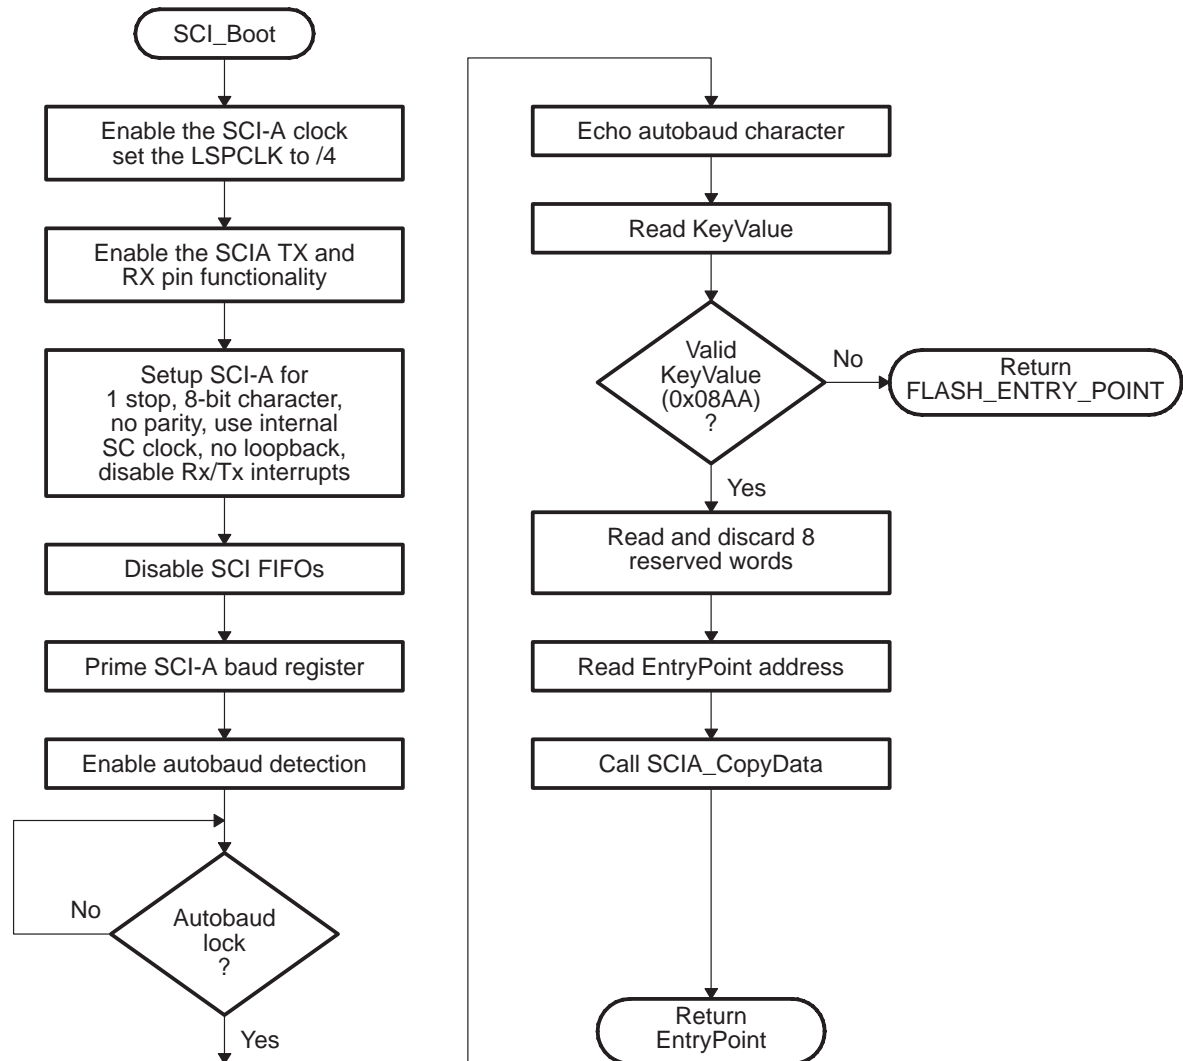 SCI_Boot
Enable the SCI-A clock
set the LSPCLK to /4
Enable the SCIA TX and
RX pin functionality
Setup SCI-A for
1 stop, 8-bit character,
no parity, use internal
SC clock, no loopback,
disable Rx/Tx interrupts
Disable SCI FIFOs
Prime SCI-A baud register
Enable autobaud detection
No
Autobaud
lock
?
Yes
Echo autobaud character
Read KeyValue
Valid
KeyValue
(0x08AA)
?
No
Return
FLASH_ENTRY_POINT
Yes
Read and discard 8
reserved words
Read EntryPoint address
Call SCIA_CopyData
Return
EntryPoint